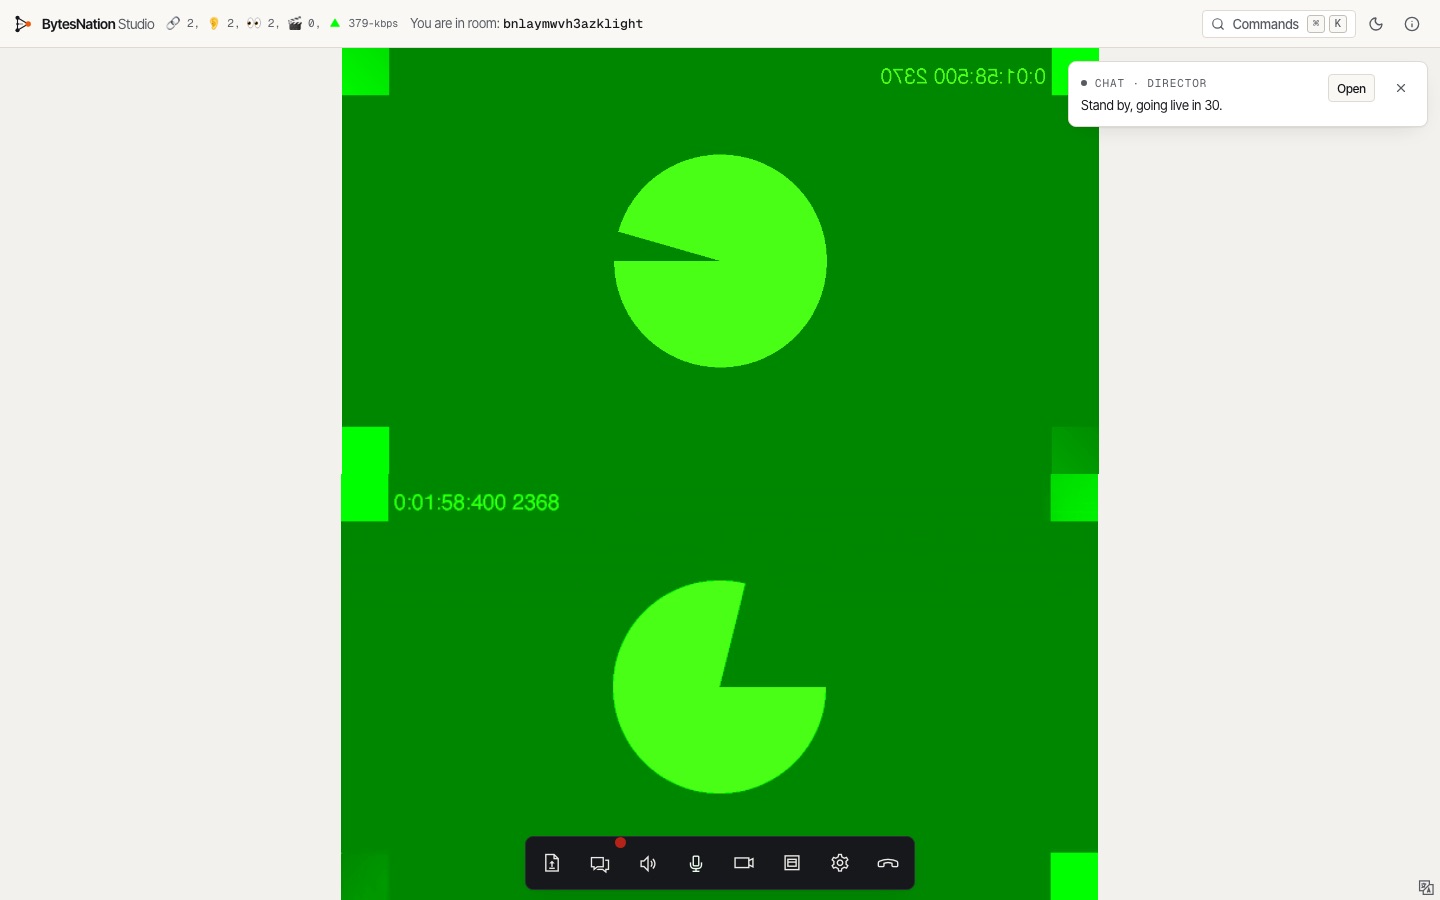 BytesNation Studio 2, 2, 2, 0, 379-kbps You are in room: bnlaymwvh3azklight Commands ⌘ K
0:01:58:500 2370
CHAT · DIRECTOR
Open
Stand by, going live in 30.
0:01:58:400 2368